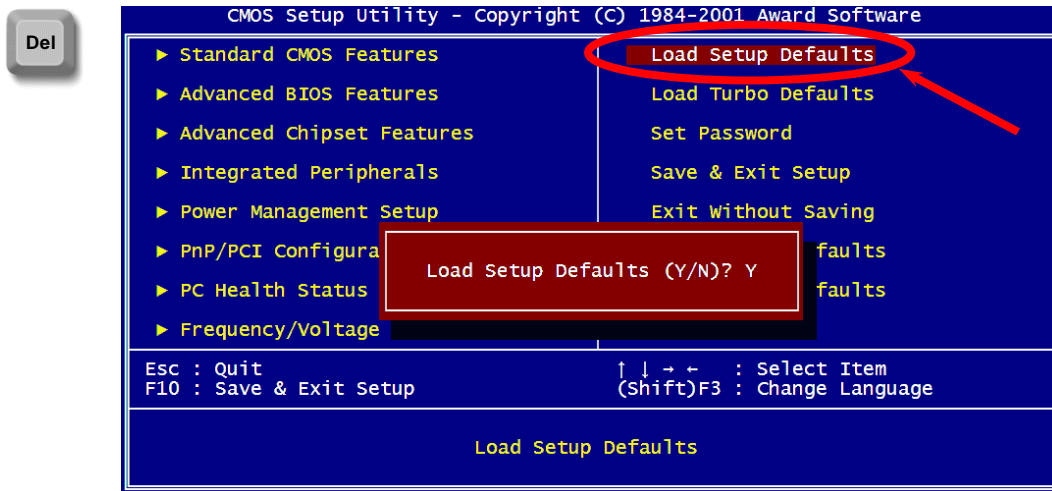 Del
CMOS Setup Utility - Copyright (C) 1984-2001 Award Software
► Standard CMOS Features
► Advanced BIOS Features
► Advanced Chipset Features
► Integrated Peripherals
► Power Management Setup
► PnP/PCI Configura
► PC Health Status
► Frequency/Voltage
Load Setup Defaults
Load Turbo Defaults
Set Password
Save & Exit Setup
Exit Without Saving
faults
faults
Load Setup Defaults (Y/N)? Y
Esc : Quit
F10 : Save & Exit Setup
↑ ↓ → ← : Select Item
(Shift)F3 : Change Language
Load Setup Defaults